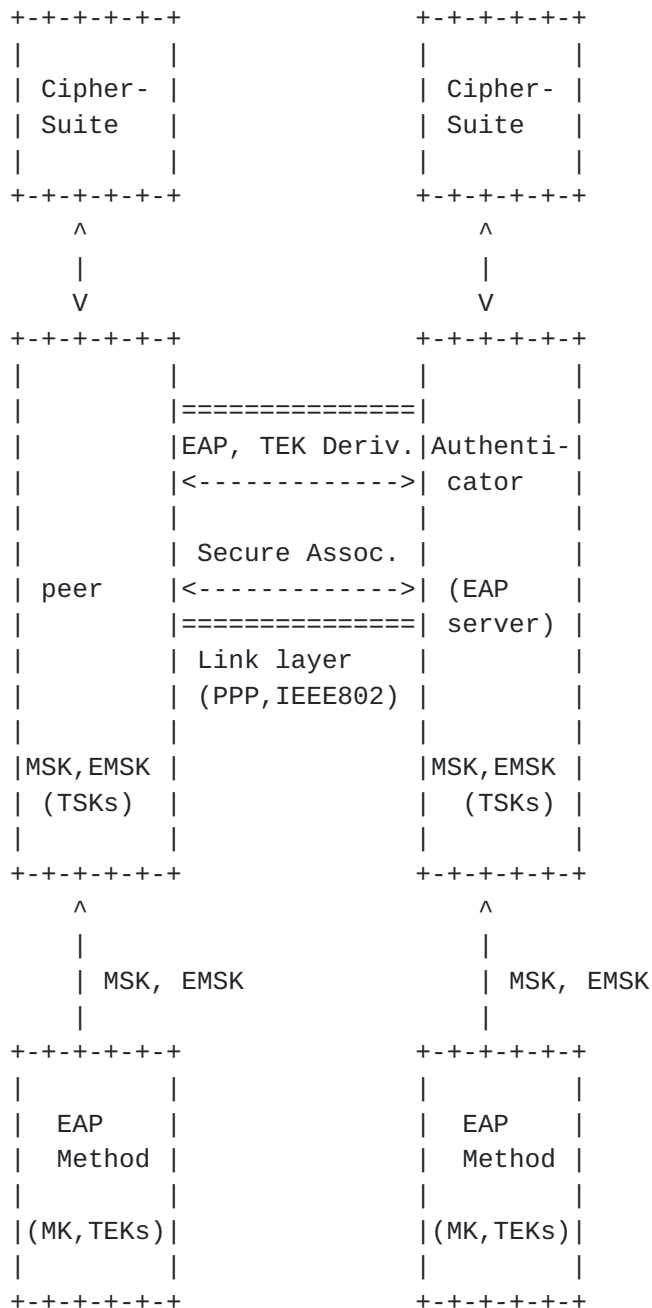 +-+-+-+-+-+               +-+-+-+-+-+
|         |               |         |
| Cipher- |               | Cipher- |
| Suite   |               | Suite   |
|         |               |         |
+-+-+-+-+-+               +-+-+-+-+-+
    ^                         ^
    |                         |
    V                         V
+-+-+-+-+-+               +-+-+-+-+-+
|         |               |         |
|         |===============|         |
|         |EAP, TEK Deriv.|Authenti-|
|         |<------------->| cator   |
|         |               |         |
|         | Secure Assoc. |         |
| peer    |<------------->| (EAP    |
|         |===============| server) |
|         | Link layer    |         |
|         | (PPP,IEEE802) |         |
|         |               |         |
|MSK,EMSK |               |MSK,EMSK |
| (TSKs)  |               |  (TSKs) |
|         |               |         |
+-+-+-+-+-+               +-+-+-+-+-+
    ^                         ^
    |                         |
    | MSK, EMSK               | MSK, EMSK
    |                         |
+-+-+-+-+-+               +-+-+-+-+-+
|         |               |         |
|  EAP    |               |  EAP    |
|  Method |               |  Method |
|         |               |         |
|(MK,TEKs)|               |(MK,TEKs)|
|         |               |         |
+-+-+-+-+-+               +-+-+-+-+-+